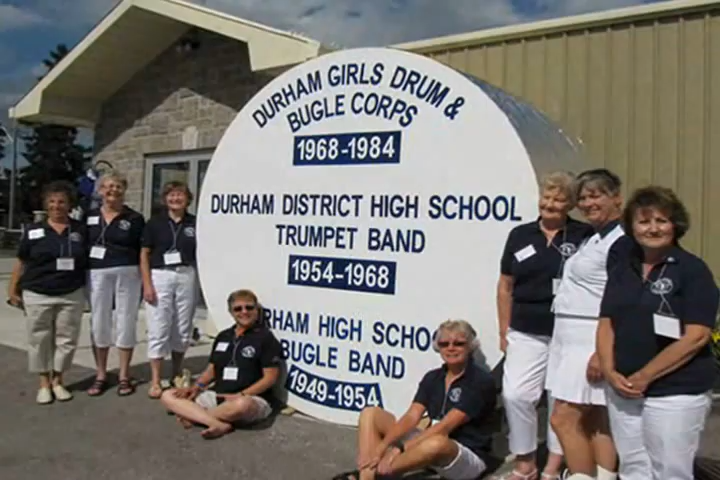 DURHAM GIRLS DRUM &
BUGLE CORPS
1968-1984
DURHAM DISTRICT HIGH SCHOOL
TRUMPET BAND
1954-1968
RHAM HIGH SCHOO
BUGLE BAND
1949-1954